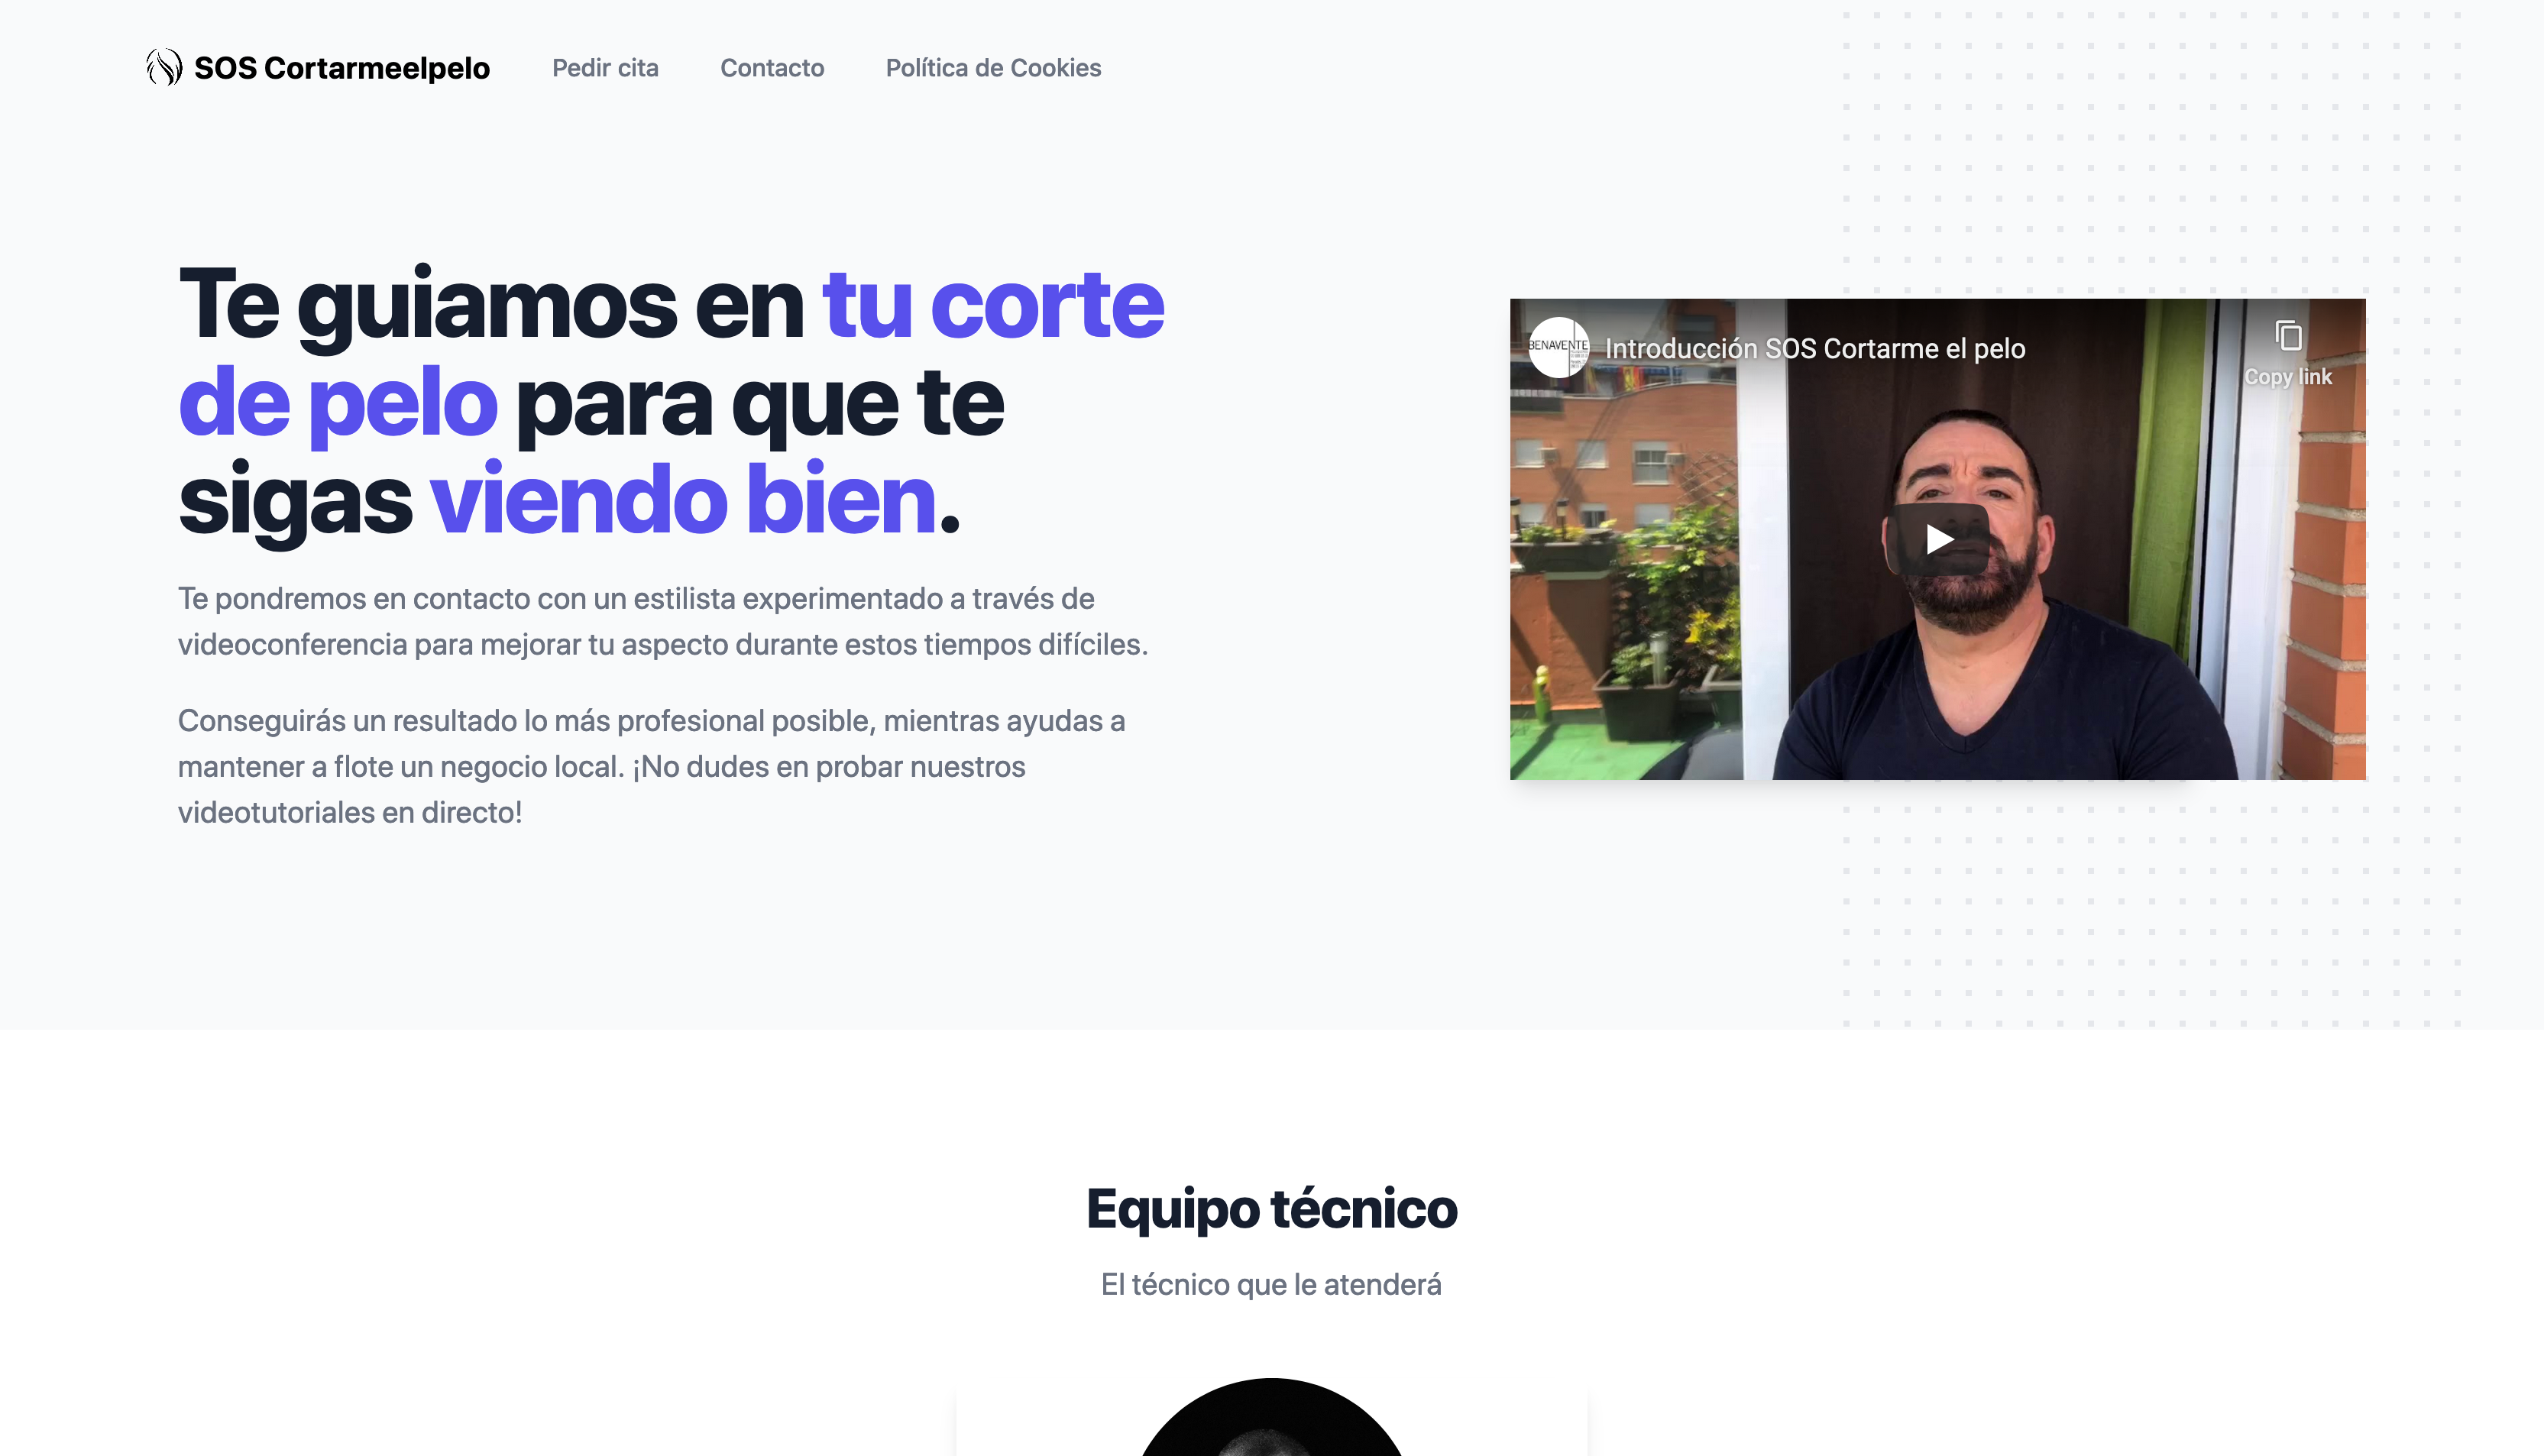 SOS Cortarmeelpelo
Pedir cita
Contacto
Política de Cookies
Te guiamos en tu corte
de pelo para que te
sigas viendo bien.
Te pondremos en contacto con un estilista experimentado a través de
videoconferencia para mejorar tu aspecto durante estos tiempos difíciles.
Conseguirás un resultado lo más profesional posible, mientras ayudas a
mantener a flote un negocio local. ¡No dudes en probar nuestros
videotutoriales en directo!
BENAVENTE
Introducción SOS Cortarme el pelo
Copy link
Equipo técnico
El técnico que le atenderá